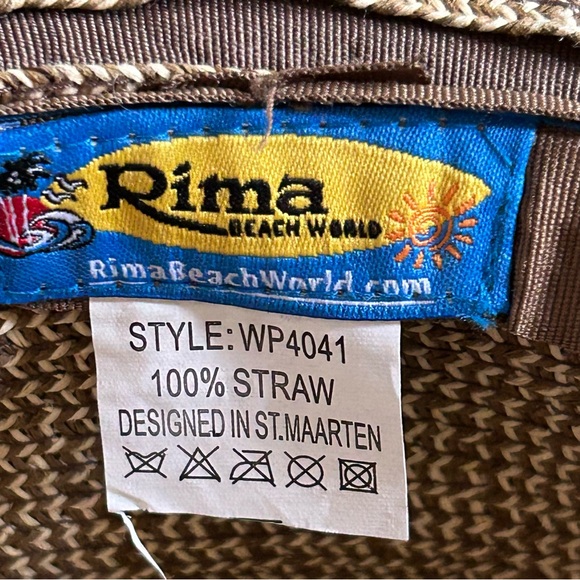 Rima
BEACH WORLD
RimaBeachWorld.com
STYLE: WP4041
100% STRAW
DESIGNED IN ST.MAARTEN